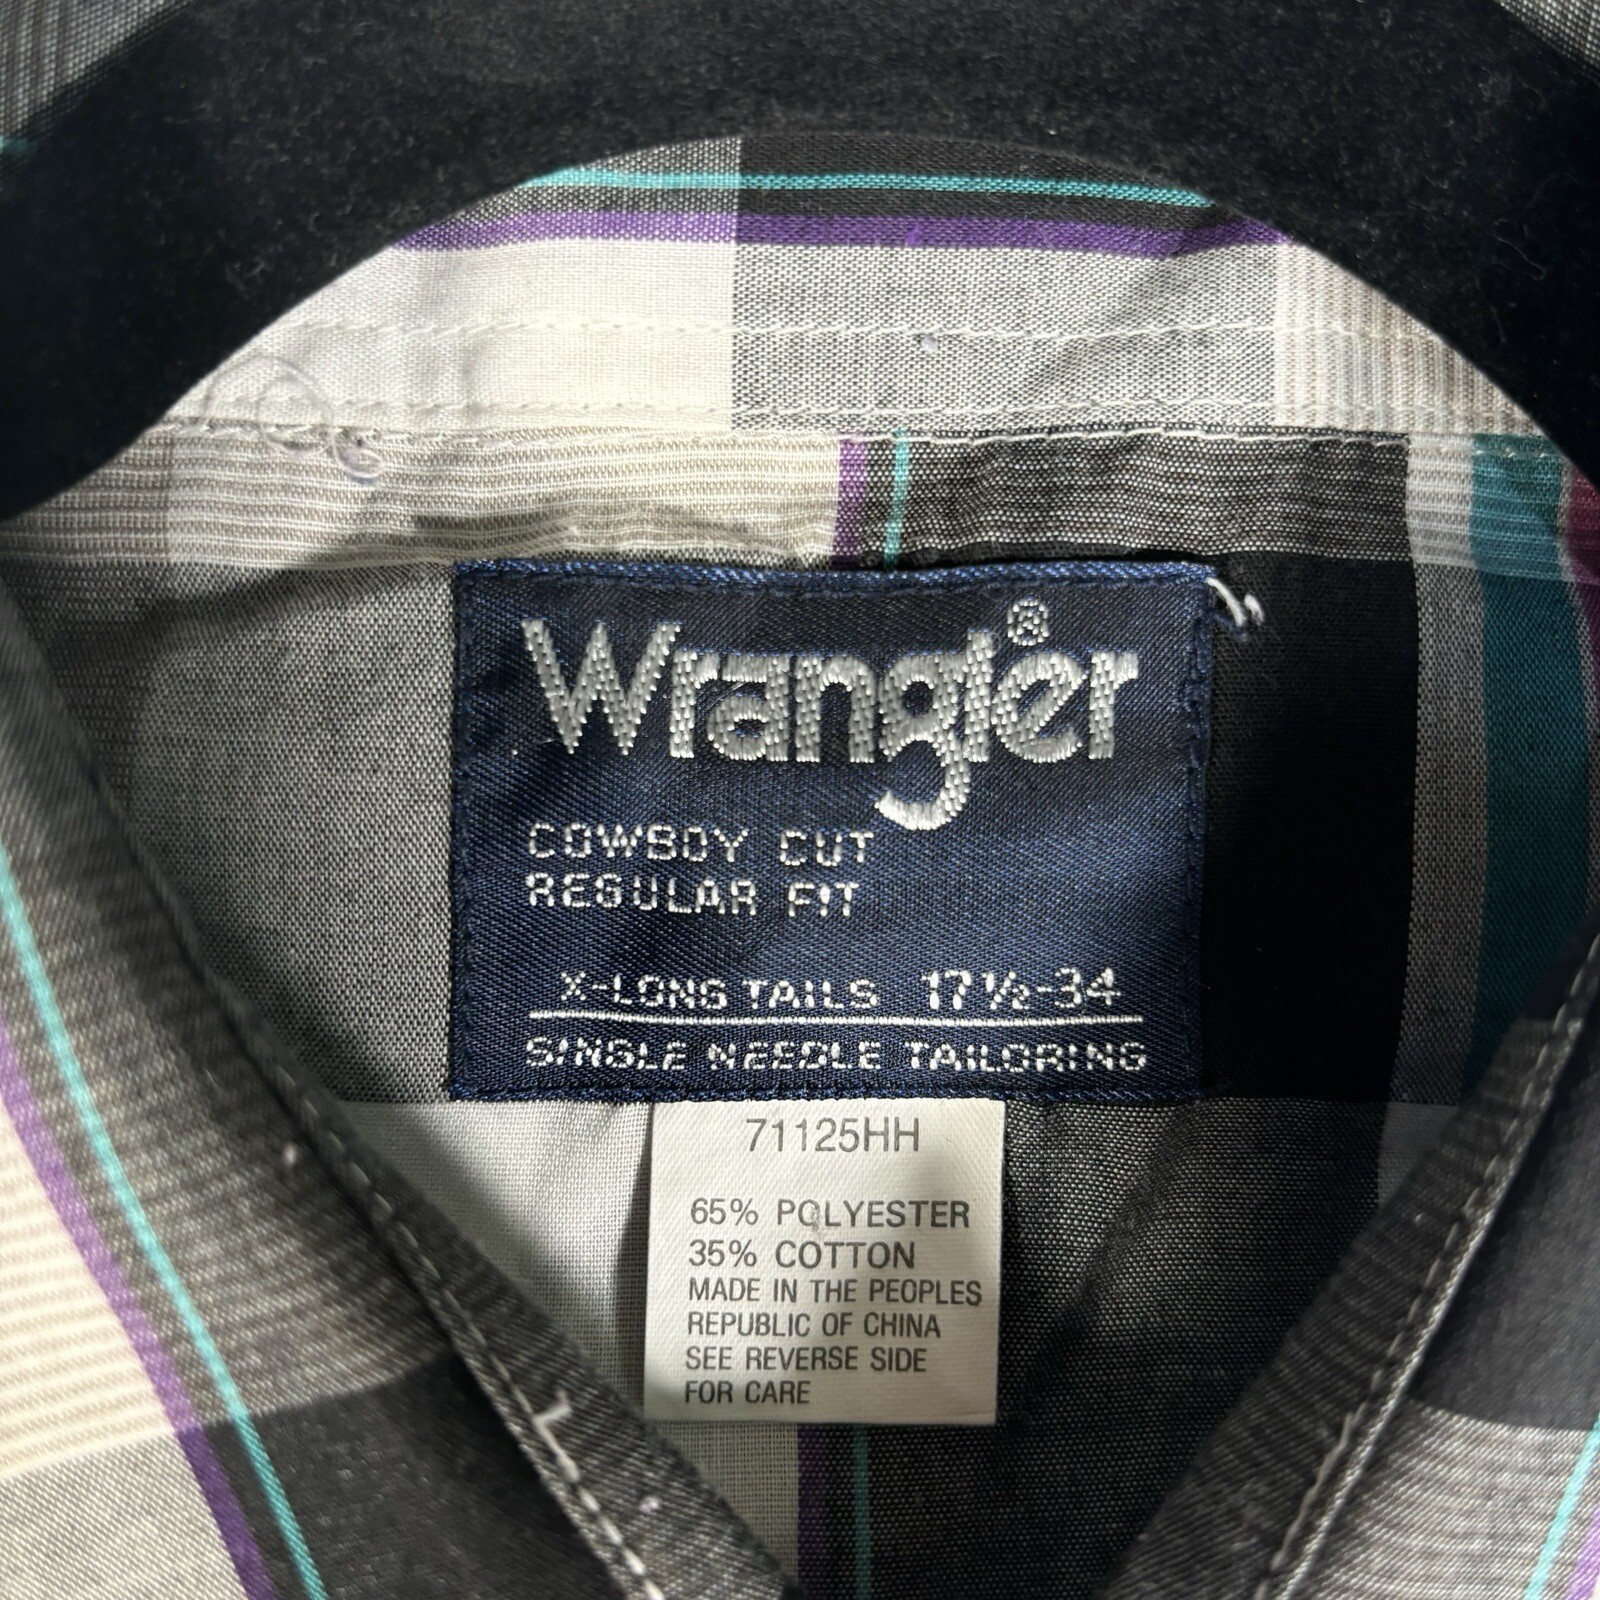 Wrangler®
COWBOY CUT
REGULAR FIT
X-LONG TAILS 17½-34
SINGLE NEEDLE TAILORING
71125HH
65% POLYESTER
35% COTTON
MADE IN THE PEOPLES
REPUBLIC OF CHINA
SEE REVERSE SIDE
FOR CARE